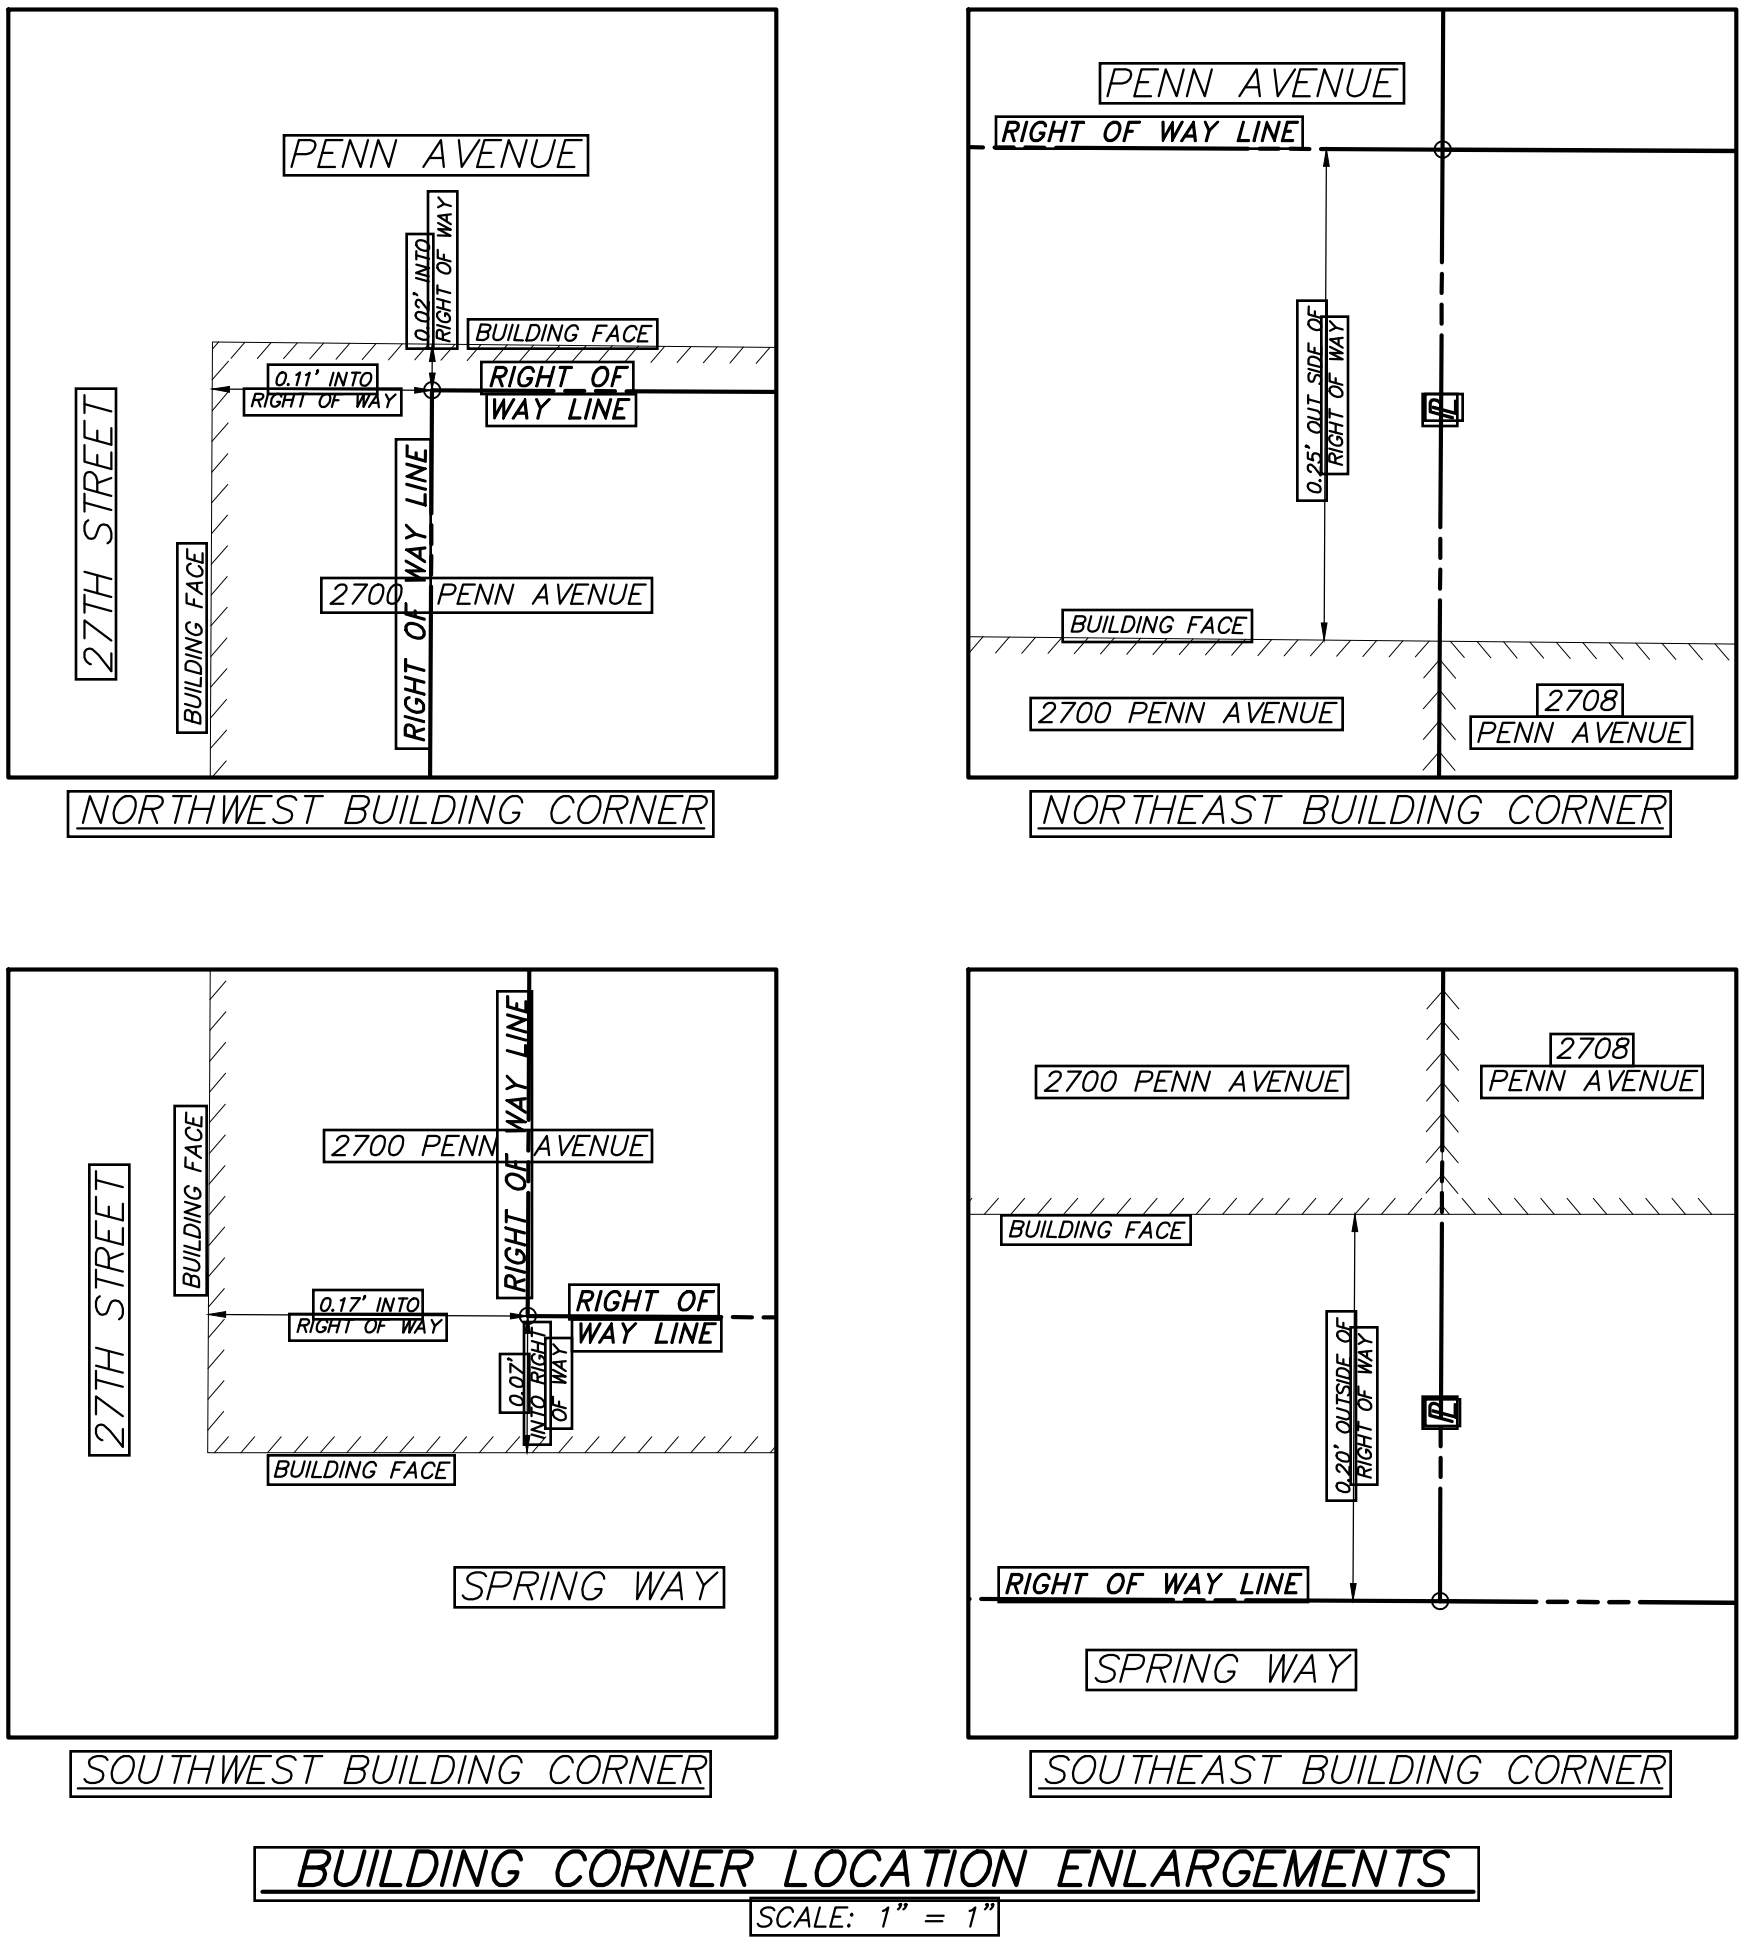 PENN AVENUE
0.02' INTO
RIGHT OF WAY
BUILDING FACE
0.11' INTO
RIGHT OF WAY
RIGHT OF
WAY LINE
27TH STREET
BUILDING FACE
RIGHT OF WAY LINE
2700 PENN AVENUE
NORTHWEST BUILDING CORNER
PENN AVENUE
RIGHT OF WAY LINE
0.25' OUT SIDE OF
RIGHT OF WAY
PL
BUILDING FACE
2700 PENN AVENUE
2708
PENN AVENUE
NORTHEAST BUILDING CORNER
RIGHT OF WAY LINE
2700 PENN AVENUE
BUILDING FACE
27TH STREET
0.17' INTO
RIGHT OF WAY
RIGHT OF
WAY LINE
0.07'
INTO RIGHT
OF WAY
BUILDING FACE
SPRING WAY
SOUTHWEST BUILDING CORNER
2700 PENN AVENUE
2708
PENN AVENUE
BUILDING FACE
0.20' OUTSIDE OF
RIGHT OF WAY
PL
RIGHT OF WAY LINE
SPRING WAY
SOUTHEAST BUILDING CORNER
BUILDING CORNER LOCATION ENLARGEMENTS
SCALE: 1" = 1"